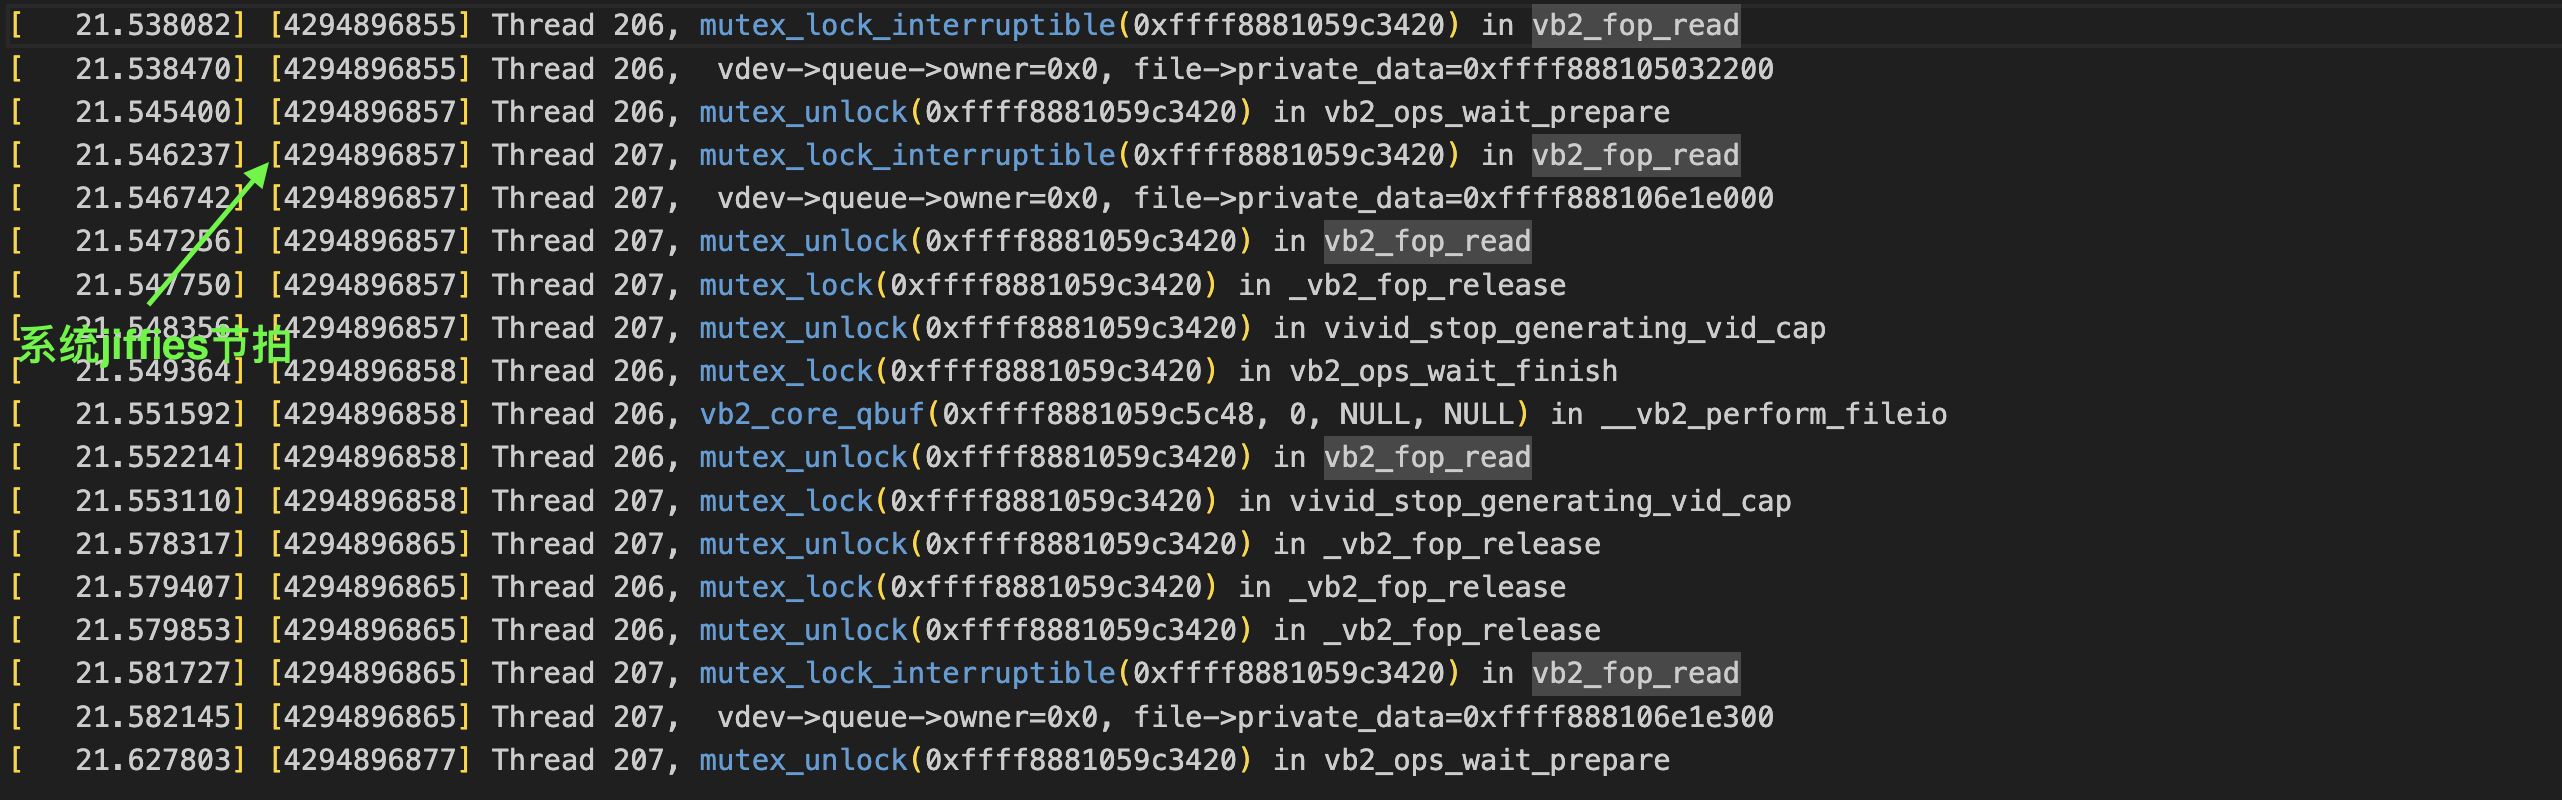 [   21.538082] [4294896855] Thread 206, mutex_lock_interruptible(0xffff8881059c3420) in vb2_fop_read
[   21.538470] [4294896855] Thread 206,  vdev->queue->owner=0x0, file->private_data=0xffff888105032200
[   21.545400] [4294896857] Thread 206, mutex_unlock(0xffff8881059c3420) in vb2_ops_wait_prepare
[   21.546237] [4294896857] Thread 207, mutex_lock_interruptible(0xffff8881059c3420) in vb2_fop_read
[   21.546742] [4294896857] Thread 207,  vdev->queue->owner=0x0, file->private_data=0xffff888106e1e000
[   21.547256] [4294896857] Thread 207, mutex_unlock(0xffff8881059c3420) in vb2_fop_read
[   21.547750] [4294896857] Thread 207, mutex_lock(0xffff8881059c3420) in _vb2_fop_release
[   21.548356] [4294896857] Thread 207, mutex_unlock(0xffff8881059c3420) in vivid_stop_generating_vid_cap
系统jiffies节拍
[   21.549364] [4294896858] Thread 206, mutex_lock(0xffff8881059c3420) in vb2_ops_wait_finish
[   21.551592] [4294896858] Thread 206, vb2_core_qbuf(0xffff8881059c5c48, 0, NULL, NULL) in __vb2_perform_fileio
[   21.552214] [4294896858] Thread 206, mutex_unlock(0xffff8881059c3420) in vb2_fop_read
[   21.553110] [4294896858] Thread 207, mutex_lock(0xffff8881059c3420) in vivid_stop_generating_vid_cap
[   21.578317] [4294896865] Thread 207, mutex_unlock(0xffff8881059c3420) in _vb2_fop_release
[   21.579407] [4294896865] Thread 206, mutex_lock(0xffff8881059c3420) in _vb2_fop_release
[   21.579853] [4294896865] Thread 206, mutex_unlock(0xffff8881059c3420) in _vb2_fop_release
[   21.581727] [4294896865] Thread 207, mutex_lock_interruptible(0xffff8881059c3420) in vb2_fop_read
[   21.582145] [4294896865] Thread 207,  vdev->queue->owner=0x0, file->private_data=0xffff888106e1e300
[   21.627803] [4294896877] Thread 207, mutex_unlock(0xffff8881059c3420) in vb2_ops_wait_prepare